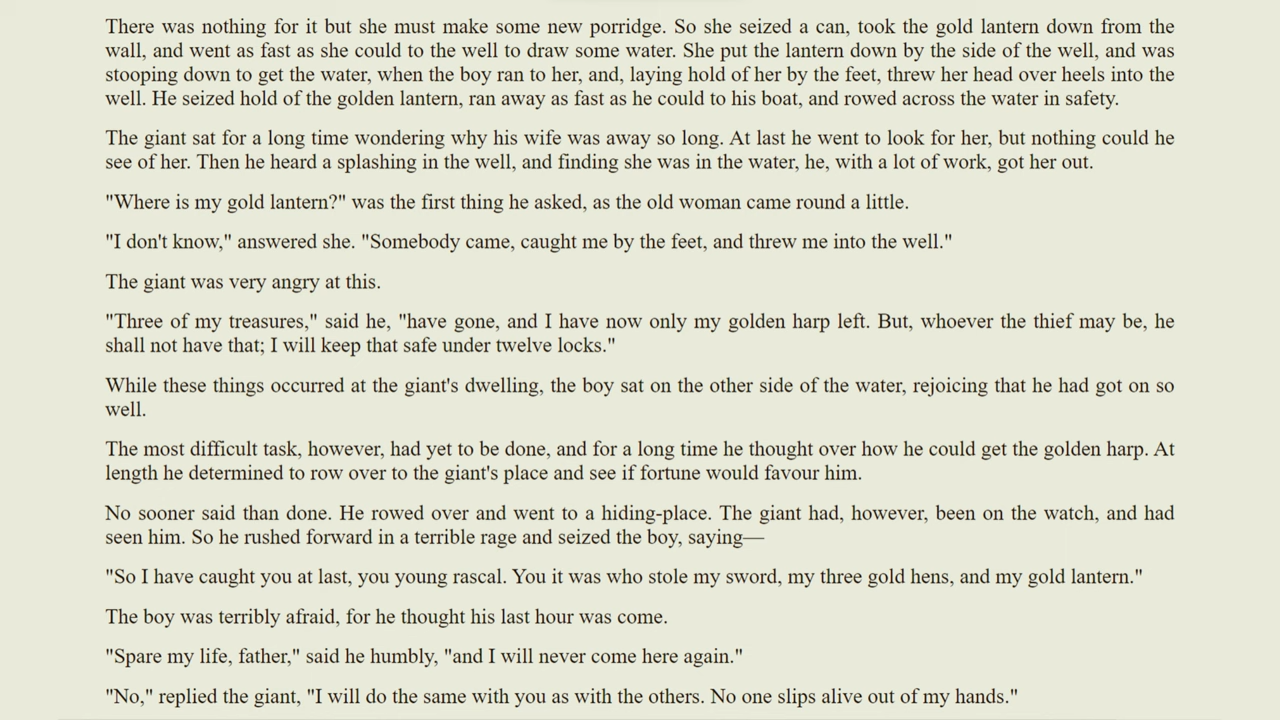 There was nothing for it but she must make some new porridge. So she seized a can, took the gold lantern down from the
wall, and went as fast as she could to the well to draw some water. She put the lantern down by the side of the well, and was
stooping down to get the water, when the boy ran to her, and, laying hold of her by the feet, threw her head over heels into the
well. He seized hold of the golden lantern, ran away as fast as he could to his boat, and rowed across the water in safety.
The giant sat for a long time wondering why his wife was away so long. At last he went to look for her, but nothing could he
see of her. Then he heard a splashing in the well, and finding she was in the water, he, with a lot of work, got her out.
"Where is my gold lantern?" was the first thing he asked, as the old woman came round a little.
"I don't know," answered she. "Somebody came, caught me by the feet, and threw me into the well."
The giant was very angry at this.
"Three of my treasures," said he, "have gone, and I have now only my golden harp left. But, whoever the thief may be, he
shall not have that; I will keep that safe under twelve locks."
While these things occurred at the giant's dwelling, the boy sat on the other side of the water, rejoicing that he had got on so
well.
The most difficult task, however, had yet to be done, and for a long time he thought over how he could get the golden harp. At
length he determined to row over to the giant's place and see if fortune would favour him.
No sooner said than done. He rowed over and went to a hiding-place. The giant had, however, been on the watch, and had
seen him. So he rushed forward in a terrible rage and seized the boy, saying—
"So I have caught you at last, you young rascal. You it was who stole my sword, my three gold hens, and my gold lantern."
The boy was terribly afraid, for he thought his last hour was come.
"Spare my life, father," said he humbly, "and I will never come here again."
"No," replied the giant, "I will do the same with you as with the others. No one slips alive out of my hands."